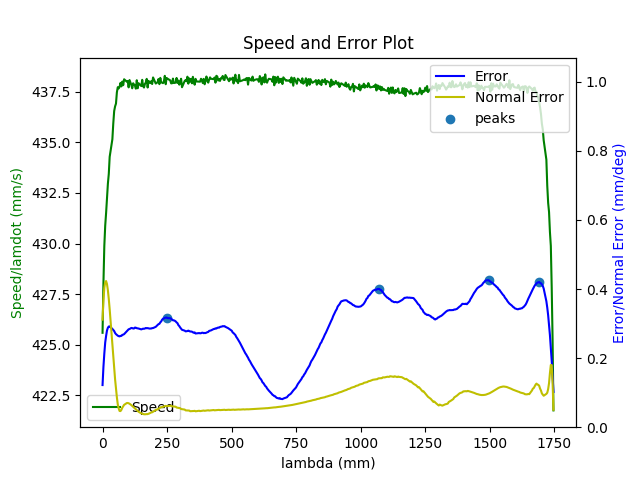 Speed and Error Plot
Speed/lamdot (mm/s)
437.5
435.0
432.5
430.0
427.5
425.0
422.5
Error
Normal Error
peaks
Speed
1.0
0.8
0.6
0.4
0.2
0.0
Error/Normal Error (mm/deg)
0
250
500
750
1000
1250
1500
1750
lambda (mm)